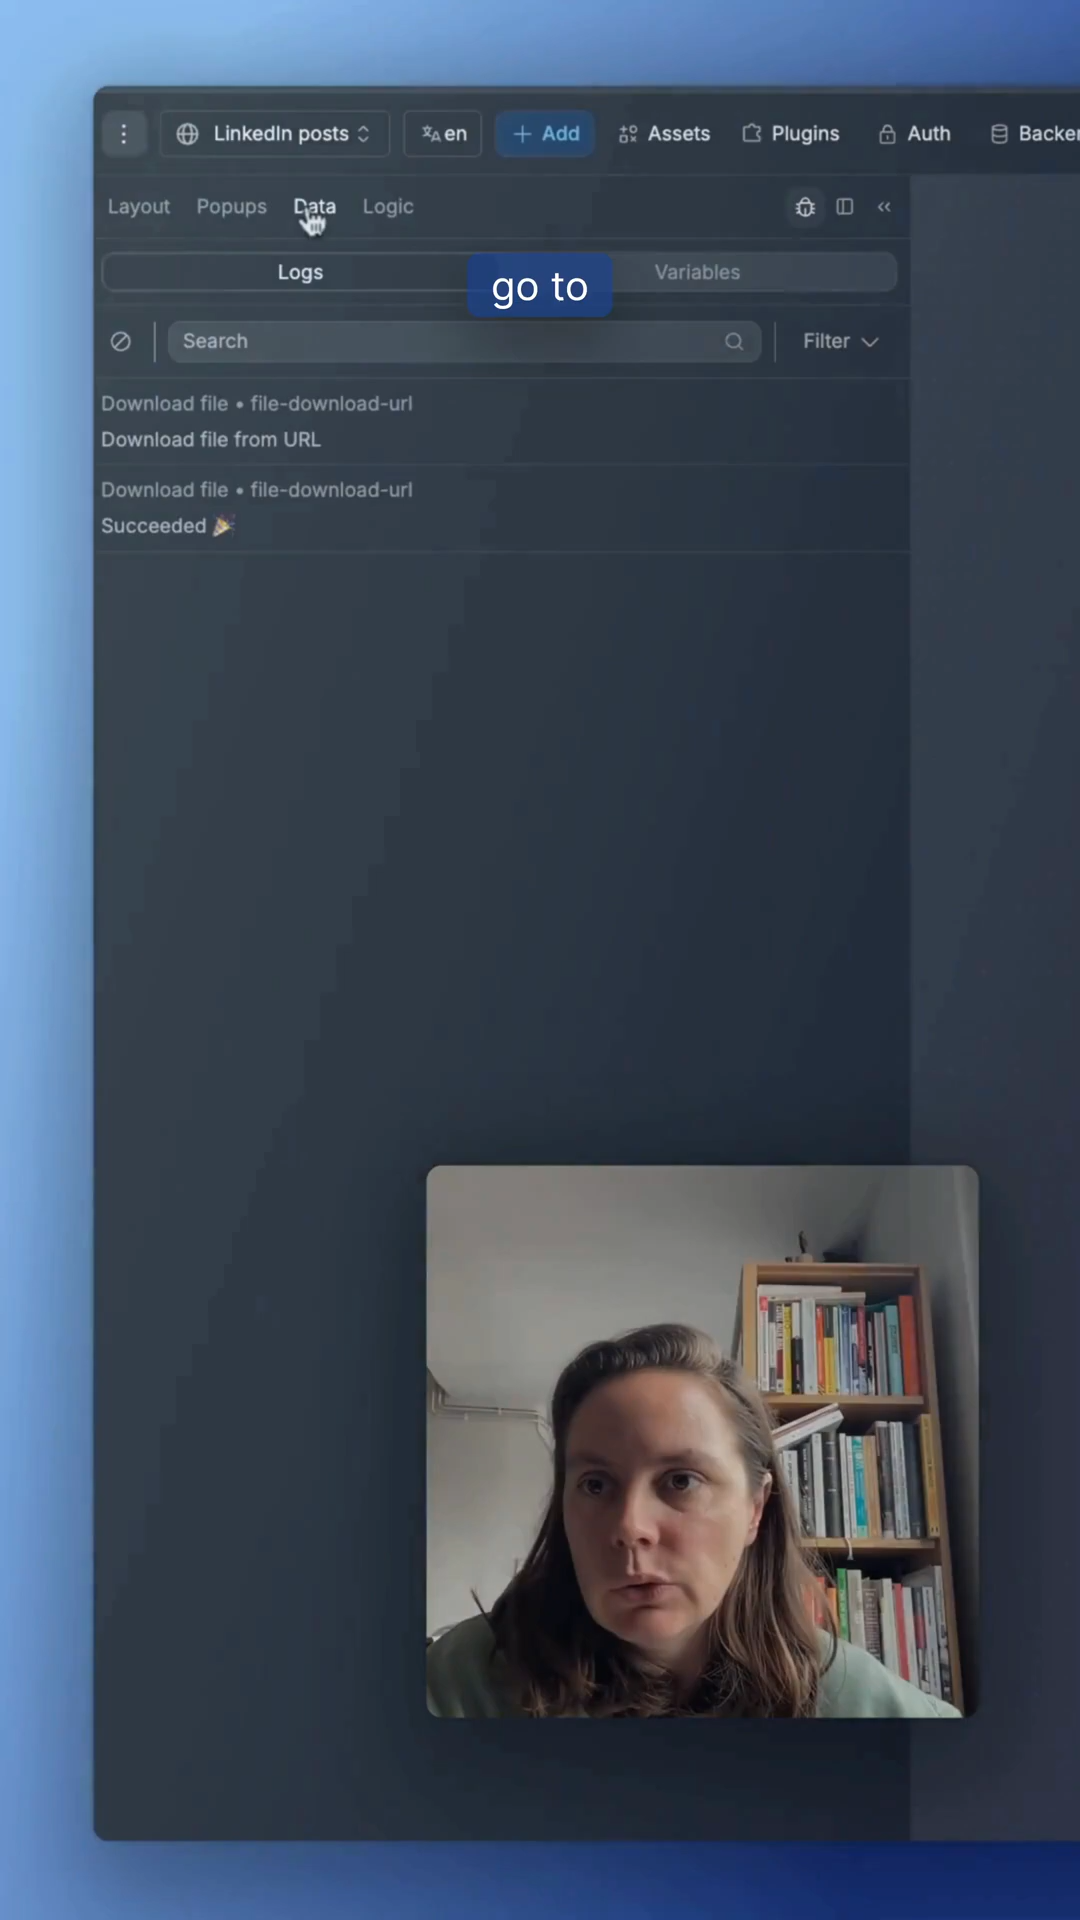 LinkedIn posts en + Add Assets Plugins Auth Backen
Layout Popups Data Logic
Logs Variables
go to
Search Filter
Download file • file-download-url
Download file from URL
Download file • file-download-url
Succeeded 🎉